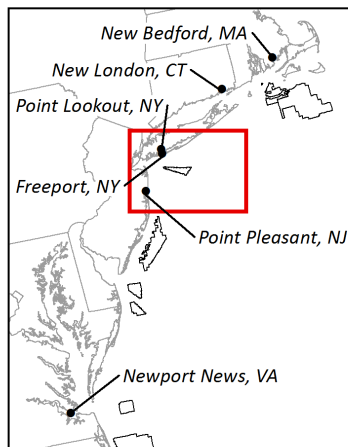 New Bedford, MA
New London, CT
Point Lookout, NY
Freeport, NY
Point Pleasant, NJ
Newport News, VA